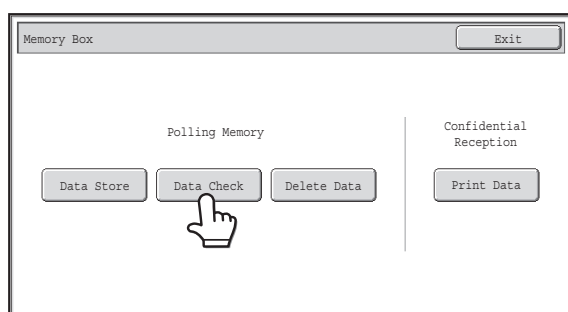 Memory Box Exit
Polling Memory
Confidential
Reception
Data Store Data Check Delete Data Print Data